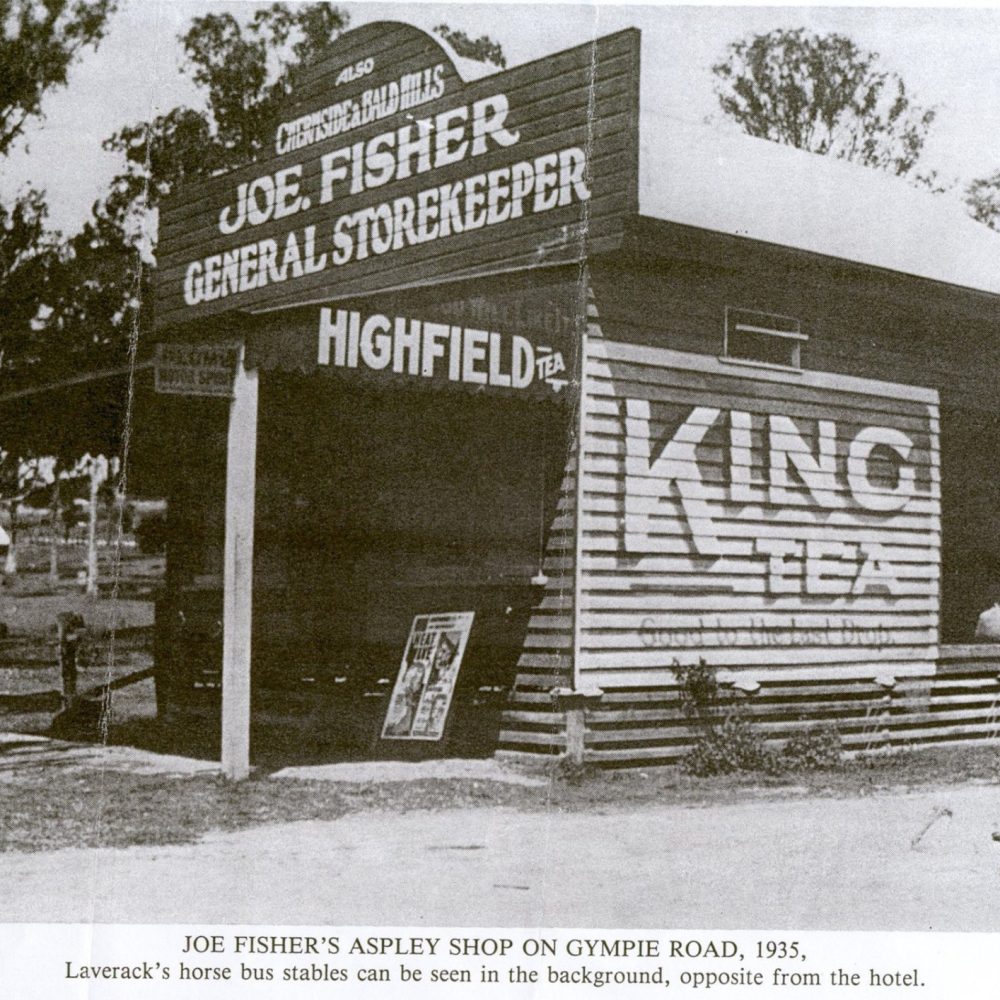 ALSO
CHERMSIDE & BALD HILLS
JOE. FISHER
GENERAL STOREKEEPER
HIGHFIELD TEA
KING
TEA
Good to the Last Drop.
JOE FISHER'S ASPLEY SHOP ON GYMPIE ROAD, 1935,
Laverack's horse bus stables can be seen in the background, opposite from the hotel.